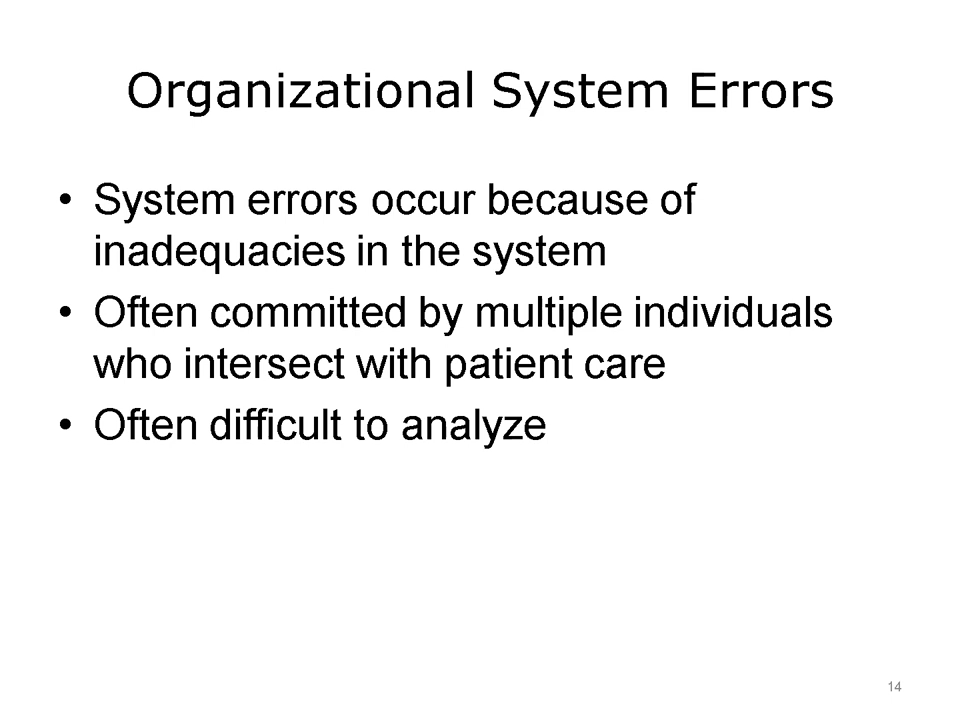 Organizational System Errors
• System errors occur because of
inadequacies in the system
• Often committed by multiple individuals
who intersect with patient care
• Often difficult to analyze
14